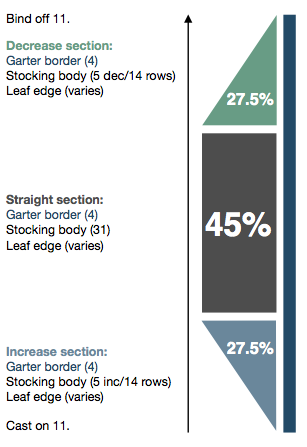 Bind off 11.
Decrease section:
Garter border (4)
Stocking body (5 dec/14 rows)
Leaf edge (varies)
27.5%
Straight section:
Garter border (4)
Stocking body (31)
Leaf edge (varies)
45%
Increase section:
Garter border (4)
Stocking body (5 inc/14 rows)
Leaf edge (varies)
27.5%
Cast on 11.